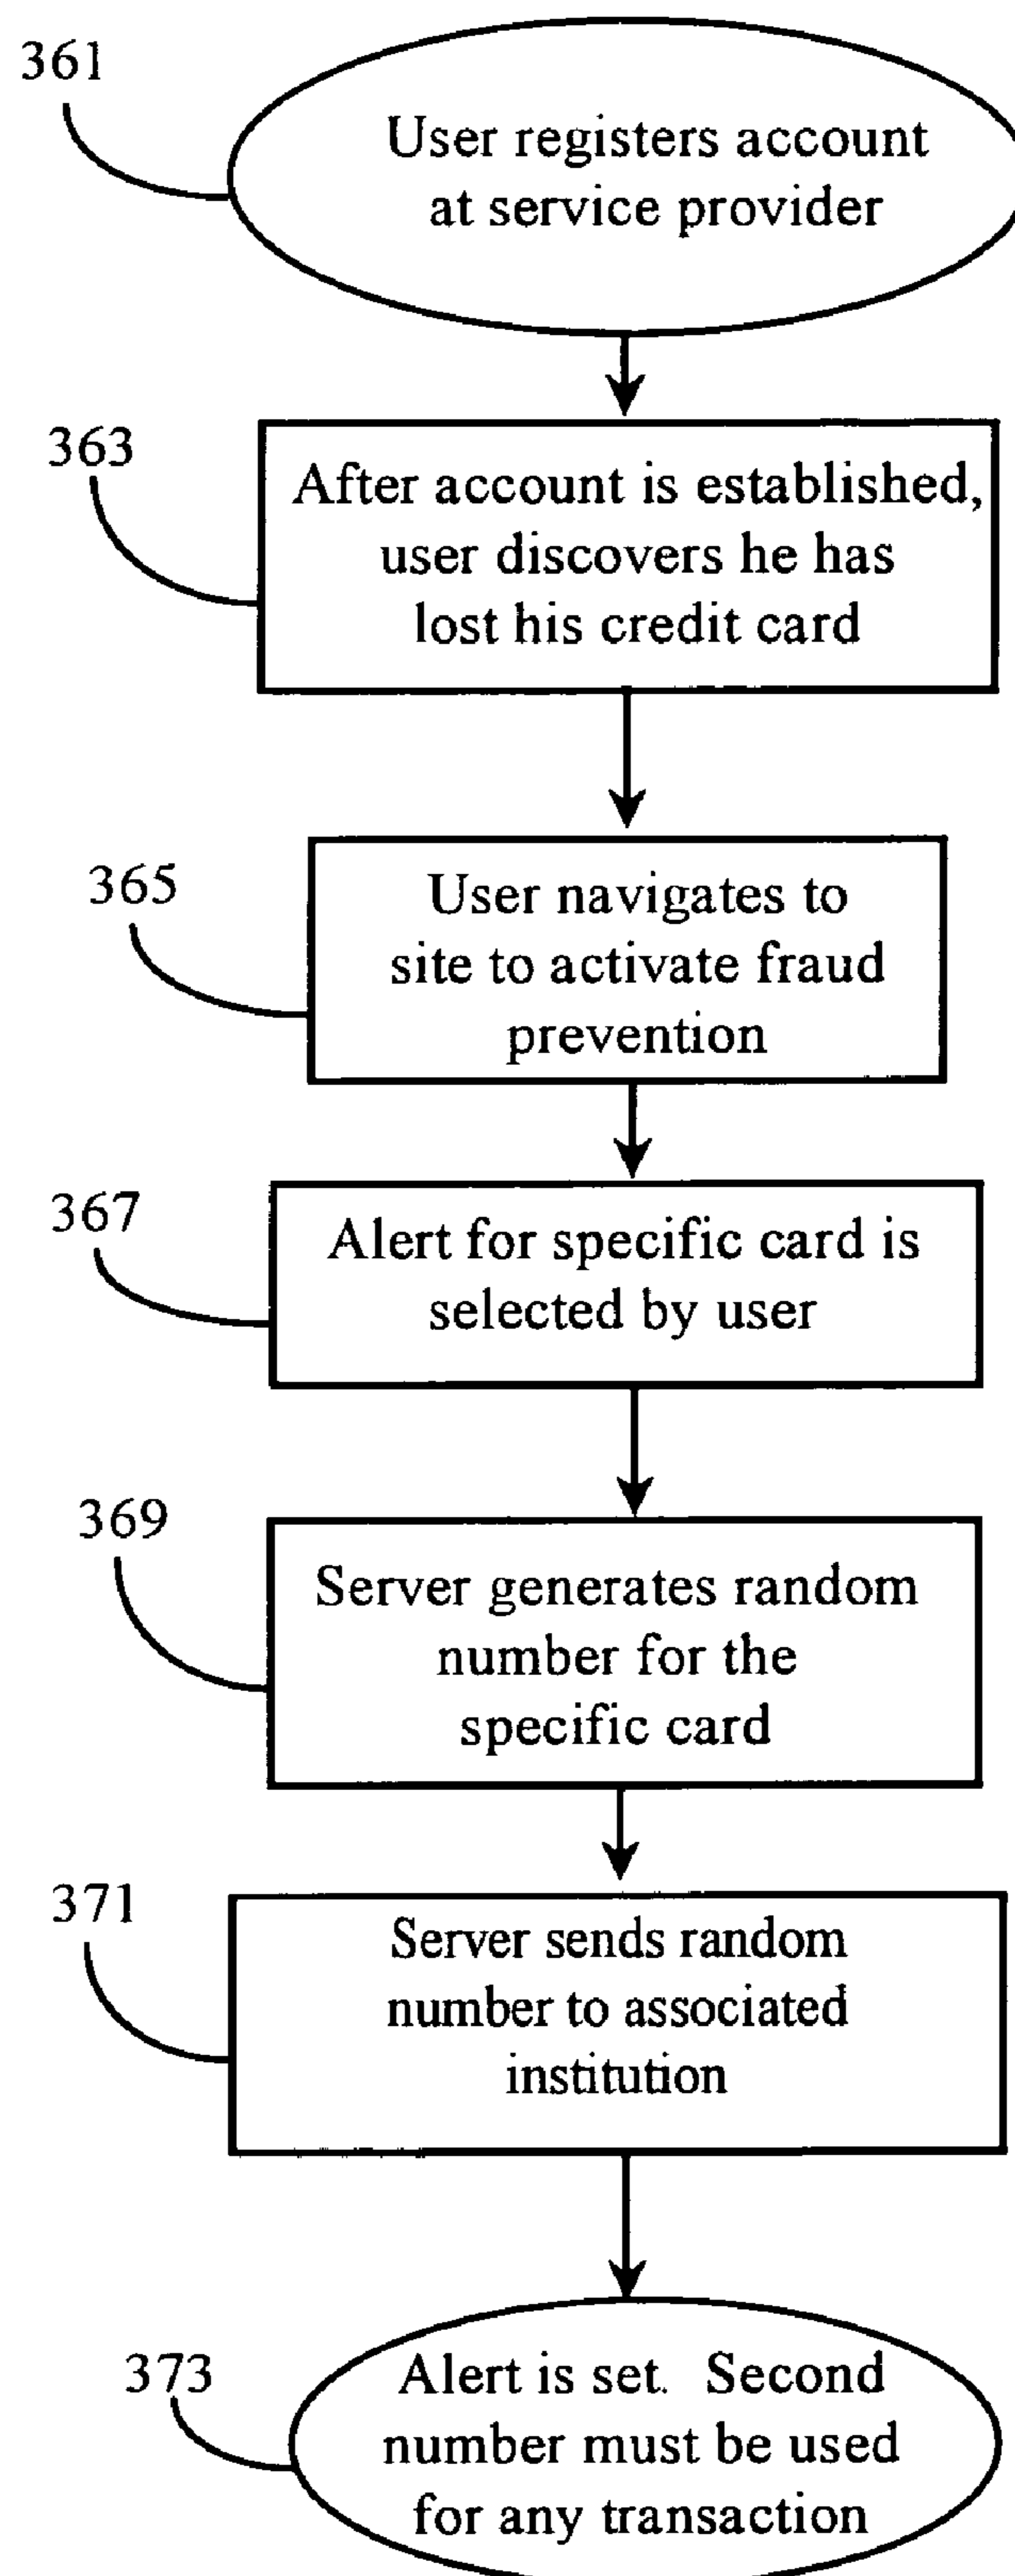 361
User registers account
at service provider
363
After account is established,
user discovers he has
lost his credit card
365
User navigates to
site to activate fraud
prevention
367
Alert for specific card is
selected by user
369
Server generates random
number for the
specific card
371
Server sends random
number to associated
institution
373
Alert is set. Second
number must be used
for any transaction